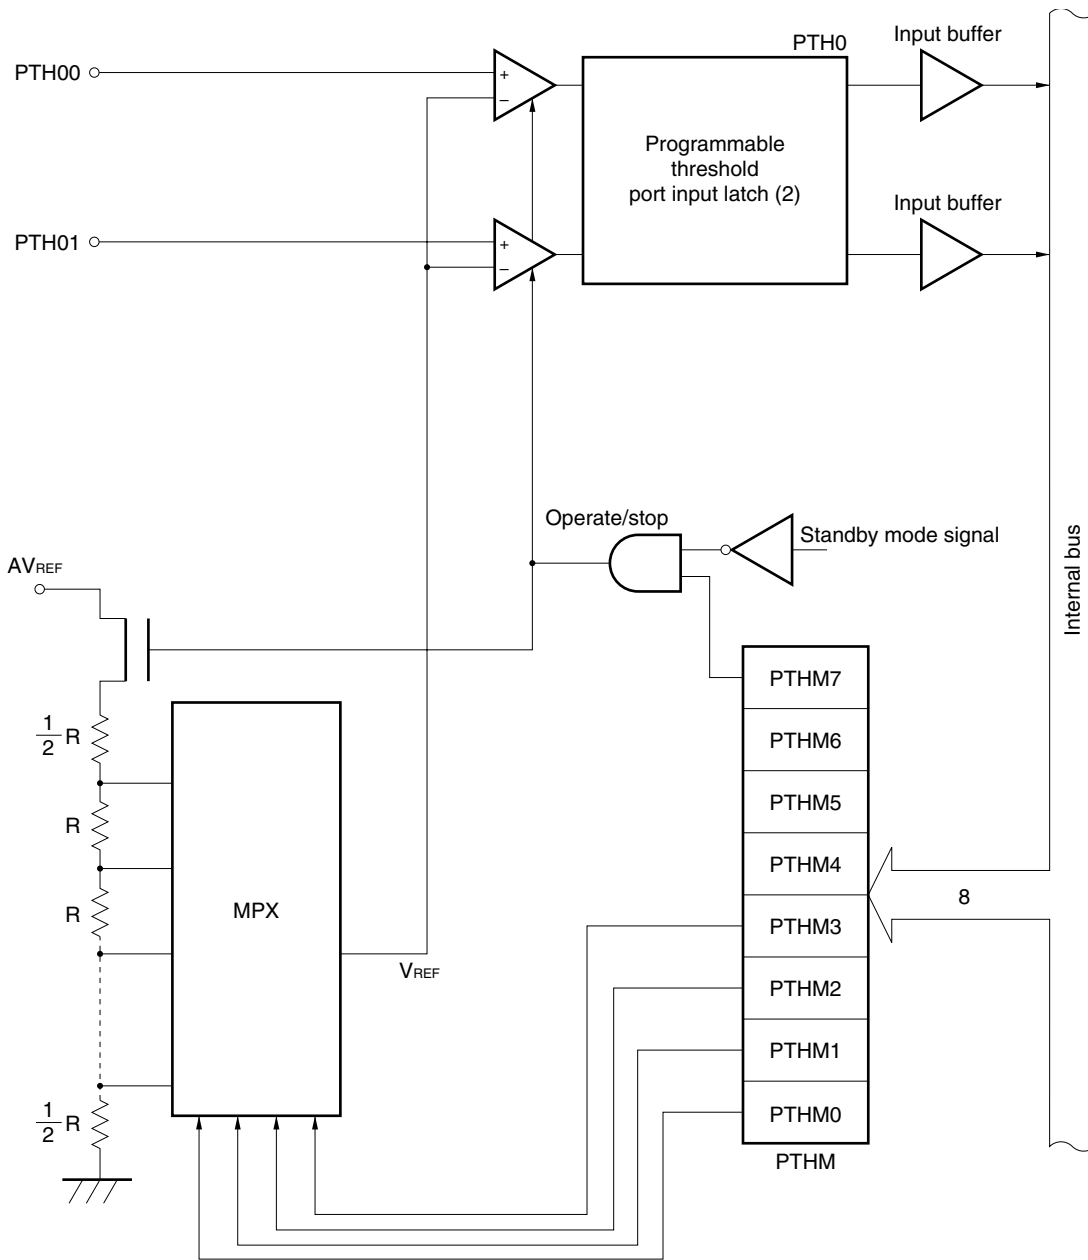 PTH0
Input buffer
PTH00
+
–
Programmable
threshold
port input latch (2)
Input buffer
PTH01
+
–
Operate/stop
Standby mode signal
AVREF
Internal bus
PTHM7
1
2
R
PTHM6
PTHM5
R
PTHM4
8
R
MPX
PTHM3
VREF
PTHM2
PTHM1
1
2
R
PTHM0
PTHM